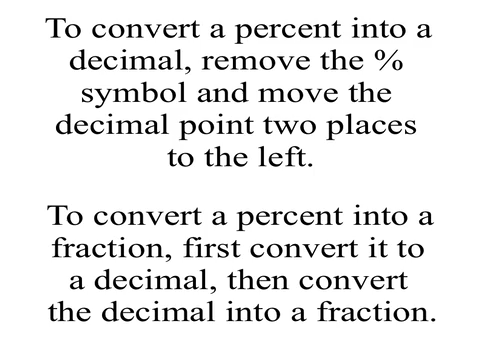 To convert a percent into a
decimal, remove the %
symbol and move the
decimal point two places
to the left.
To convert a percent into a
fraction, first convert it to
a decimal, then convert
the decimal into a fraction.